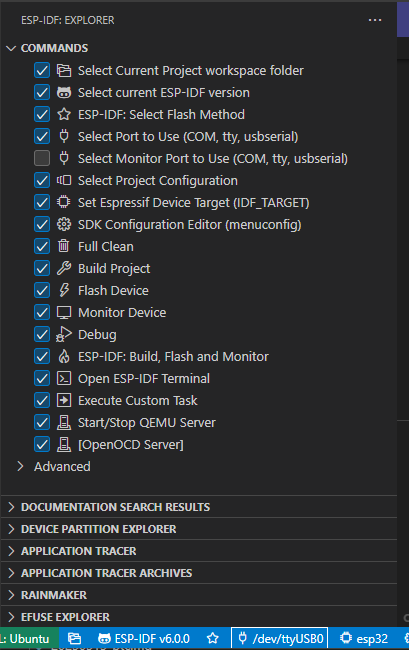 ESP-IDF: EXPLORER
COMMANDS
Select Current Project workspace folder
Select current ESP-IDF version
ESP-IDF: Select Flash Method
Select Port to Use (COM, tty, usbserial)
Select Monitor Port to Use (COM, tty, usbserial)
Select Project Configuration
Set Espressif Device Target (IDF_TARGET)
SDK Configuration Editor (menuconfig)
Full Clean
Build Project
Flash Device
Monitor Device
Debug
ESP-IDF: Build, Flash and Monitor
Open ESP-IDF Terminal
Execute Custom Task
Start/Stop QEMU Server
[OpenOCD Server]
Advanced
DOCUMENTATION SEARCH RESULTS
DEVICE PARTITION EXPLORER
APPLICATION TRACER
APPLICATION TRACER ARCHIVES
RAINMAKER
EFUSE EXPLORER
L: Ubuntu ESP-IDF v6.0.0 /dev/ttyUSB0 esp32